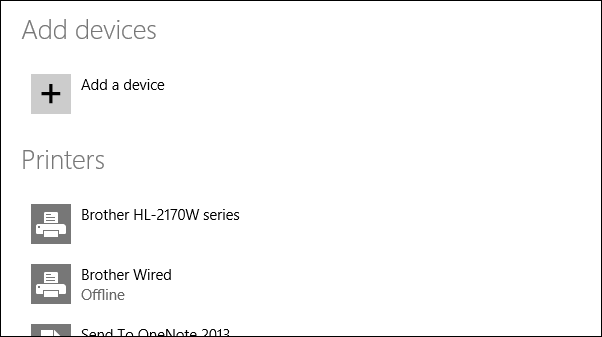 Add devices
Add a device
Printers
Brother HL-2170W series
Brother Wired
Offline
Send To OneNote 2013